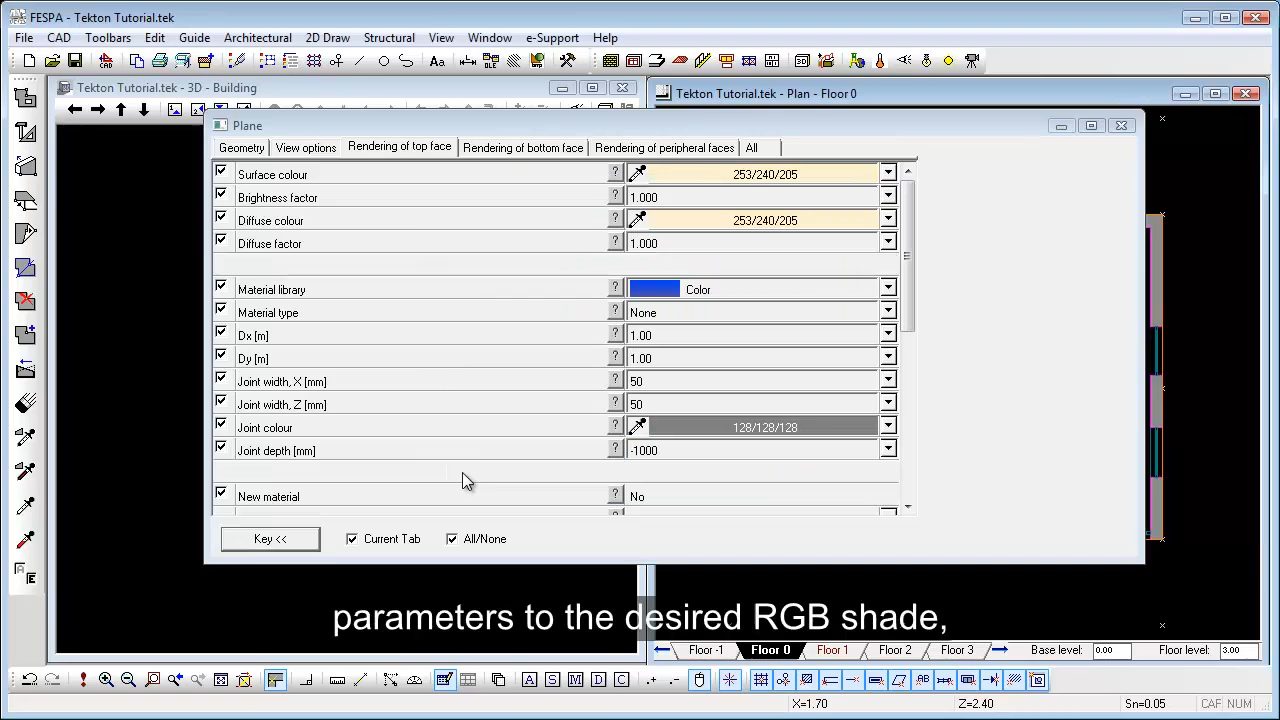 FESPA - Tekton Tutorial.tek
File CAD Toolbars Edit Guide Architectural 2D Draw Structural View Window e-Support Help
Tekton Tutorial.tek - 3D - Building
Tekton Tutorial.tek - Plan - Floor 0
Plane
Geometry View options Rendering of top face Rendering of bottom face Rendering of peripheral faces All
Surface colour ? 253/240/205
Brightness factor ? 1.000
Diffuse colour ? 253/240/205
Diffuse factor ? 1.000
Material library ? Color
Material type ? None
Dx [m] ? 1.00
Dy [m] ? 1.00
Joint width, X [mm] ? 50
Joint width, Z [mm] ? 50
Joint colour ? 128/128/128
Joint depth [mm] ? -1000
New material ? No
Key << Current Tab All/None
parameters to the desired RGB shade,
Floor -1 Floor 0 Floor 1 Floor 2 Floor 3 Base level: 0.00 Floor level: 3.00
A S M D C
X=1.70 Z=2.40 Sn=0.05 CAF NUM